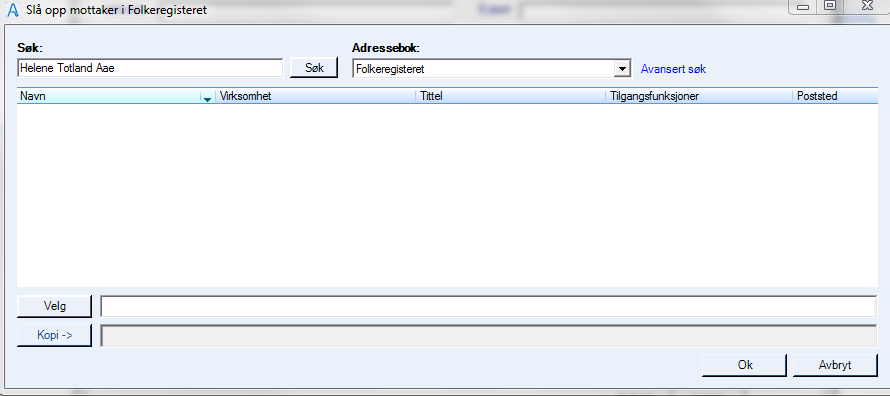 Slå opp mottaker i Folkeregisteret
Søk:
Adressebok:
Helene Totland Aae
Søk
Folkeregisteret
Avansert søk
Navn Virksomhet Tittel Tilgangsfunksjoner Poststed
Velg
Kopi ->
Ok
Avbryt